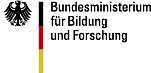 Bundesministerium
für Bildung
und Forschung